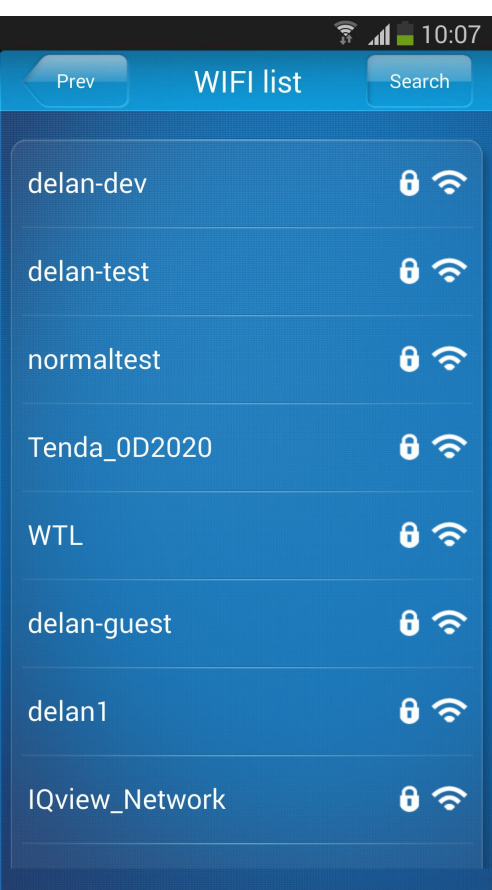 10:07
Prev WIFI list Search
delan-dev
delan-test
normaltest
Tenda_0D2020
WTL
delan-guest
delan1
IQview_Network